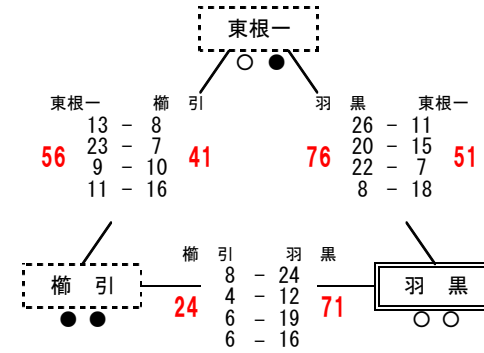 東根一
○ ●
東根一 櫛 引
56 41
13 － 8
23 － 7
9 － 10
11 － 16
羽 黒 東根一
76 51
26 － 11
20 － 15
22 － 7
8 － 18
櫛 引 羽 黒
24 71
8 － 24
4 － 12
6 － 19
6 － 16
櫛 引
● ●
羽 黒
○ ○